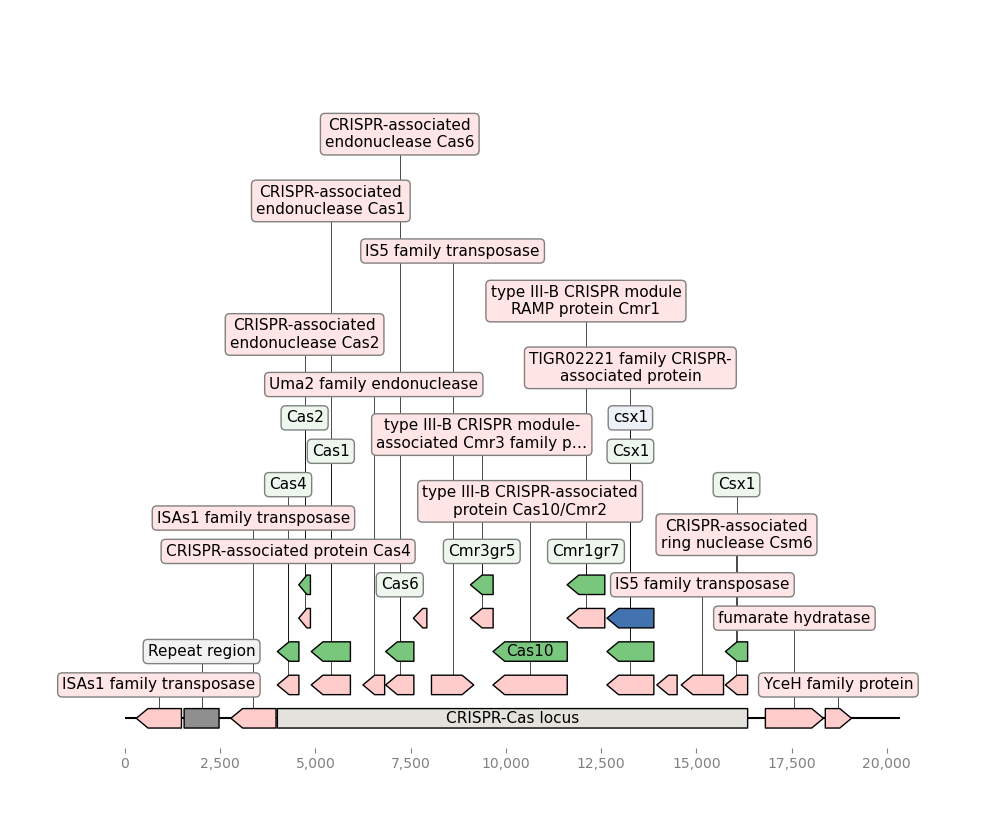 CRISPR-associated
endonuclease Cas6
CRISPR-associated
endonuclease Cas1
IS5 family transposase
type III-B CRISPR module
RAMP protein Cmr1
CRISPR-associated
endonuclease Cas2
TIGR02221 family CRISPR-
associated protein
Uma2 family endonuclease
Cas2
csx1
type III-B CRISPR module-
associated Cmr3 family p...
Cas1
Csx1
Cas4
Csx1
type III-B CRISPR-associated
protein Cas10/Cmr2
ISAs1 family transposase
CRISPR-associated
ring nuclease Csm6
CRISPR-associated protein Cas4
Cmr3gr5
Cmr1gr7
Cas6
IS5 family transposase
fumarate hydratase
Repeat region
Cas10
ISAs1 family transposase
YceH family protein
CRISPR-Cas locus
0
2,500
5,000
7,500
10,000
12,500
15,000
17,500
20,000